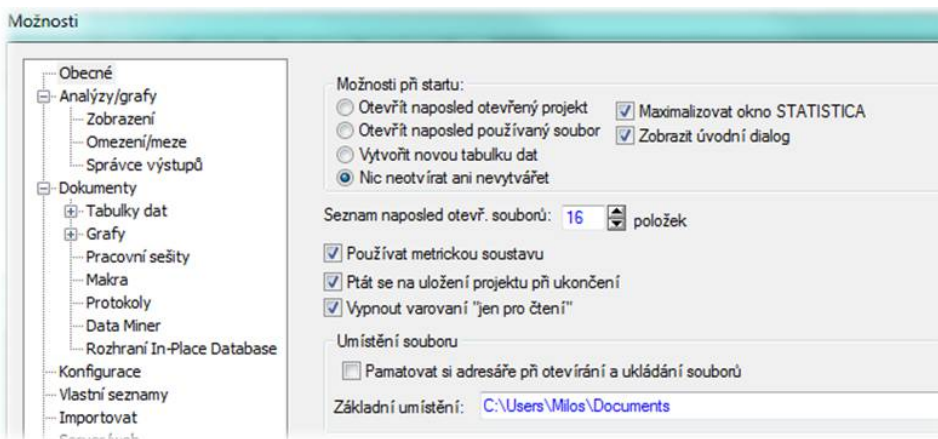 Možnosti
Obecné
Analýzy/grafy
Zobrazení
Omezení/meze
Správce výstupů
Dokumenty
Tabulky dat
Grafy
Pracovní sešity
Makra
Protokoly
Data Miner
Rozhraní In-Place Database
Konfigurace
Vlastní seznamy
Importovat
Možnosti při startu:
Otevřít naposled otevřený projekt
Otevřít naposled používaný soubor
Vytvořit novou tabulku dat
Nic neotvírat ani nevytvářet
Maximalizovat okno STATISTICA
Zobrazit úvodní dialog
Seznam naposled otevř. souborů: 16 položek
Používat metrickou soustavu
Ptát se na uložení projektu při ukončení
Vypnout varovaní "jen pro čtení"
Umístění souboru
Pamatovat si adresáře při otevírání a ukládání souborů
Základní umístění: C:\Users\Milos\Documents